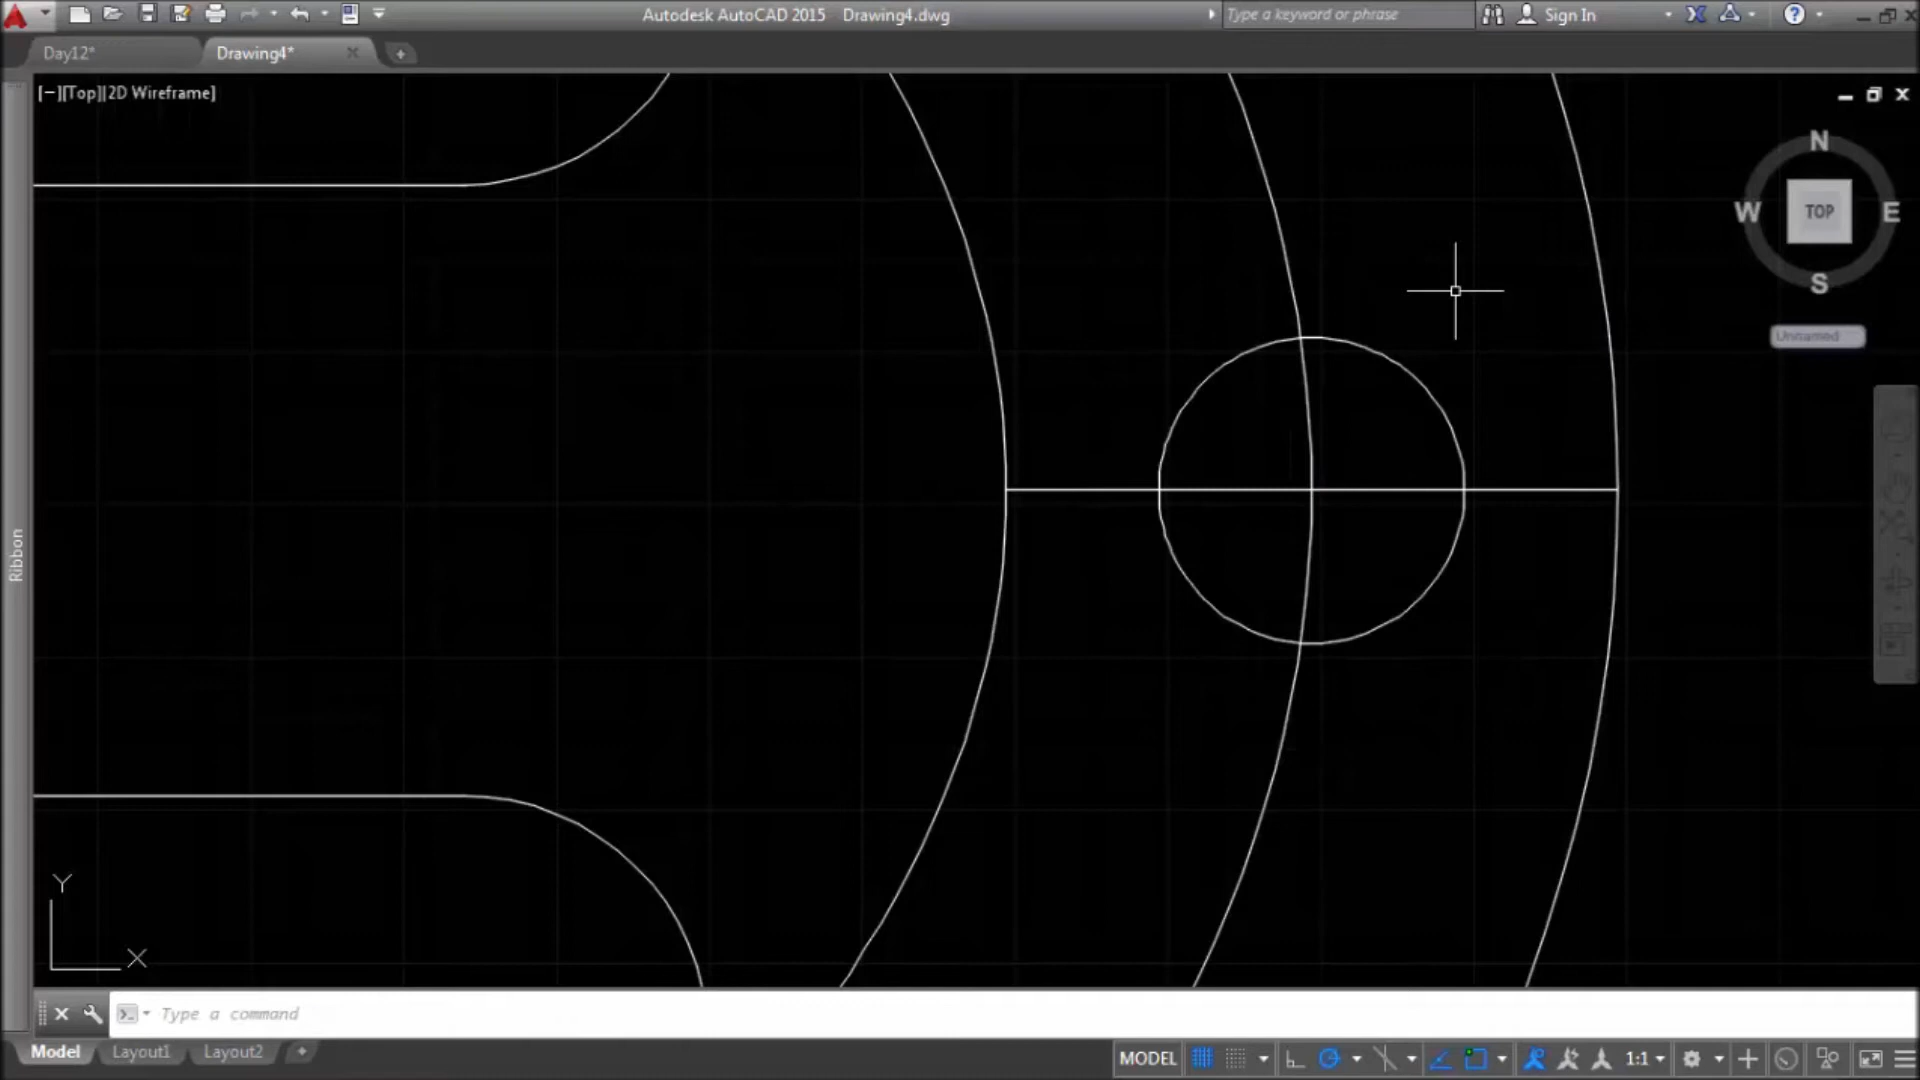 Autodesk AutoCAD 2015 Drawing4.dwg
Type a keyword or phrase
Sign In
Day12*
Drawing4*
[−][Top][2D Wireframe]
N
W
TOP
E
S
Unnamed
Ribbon
Y
X
Type a command
Model
Layout1
Layout2
MODEL
1:1